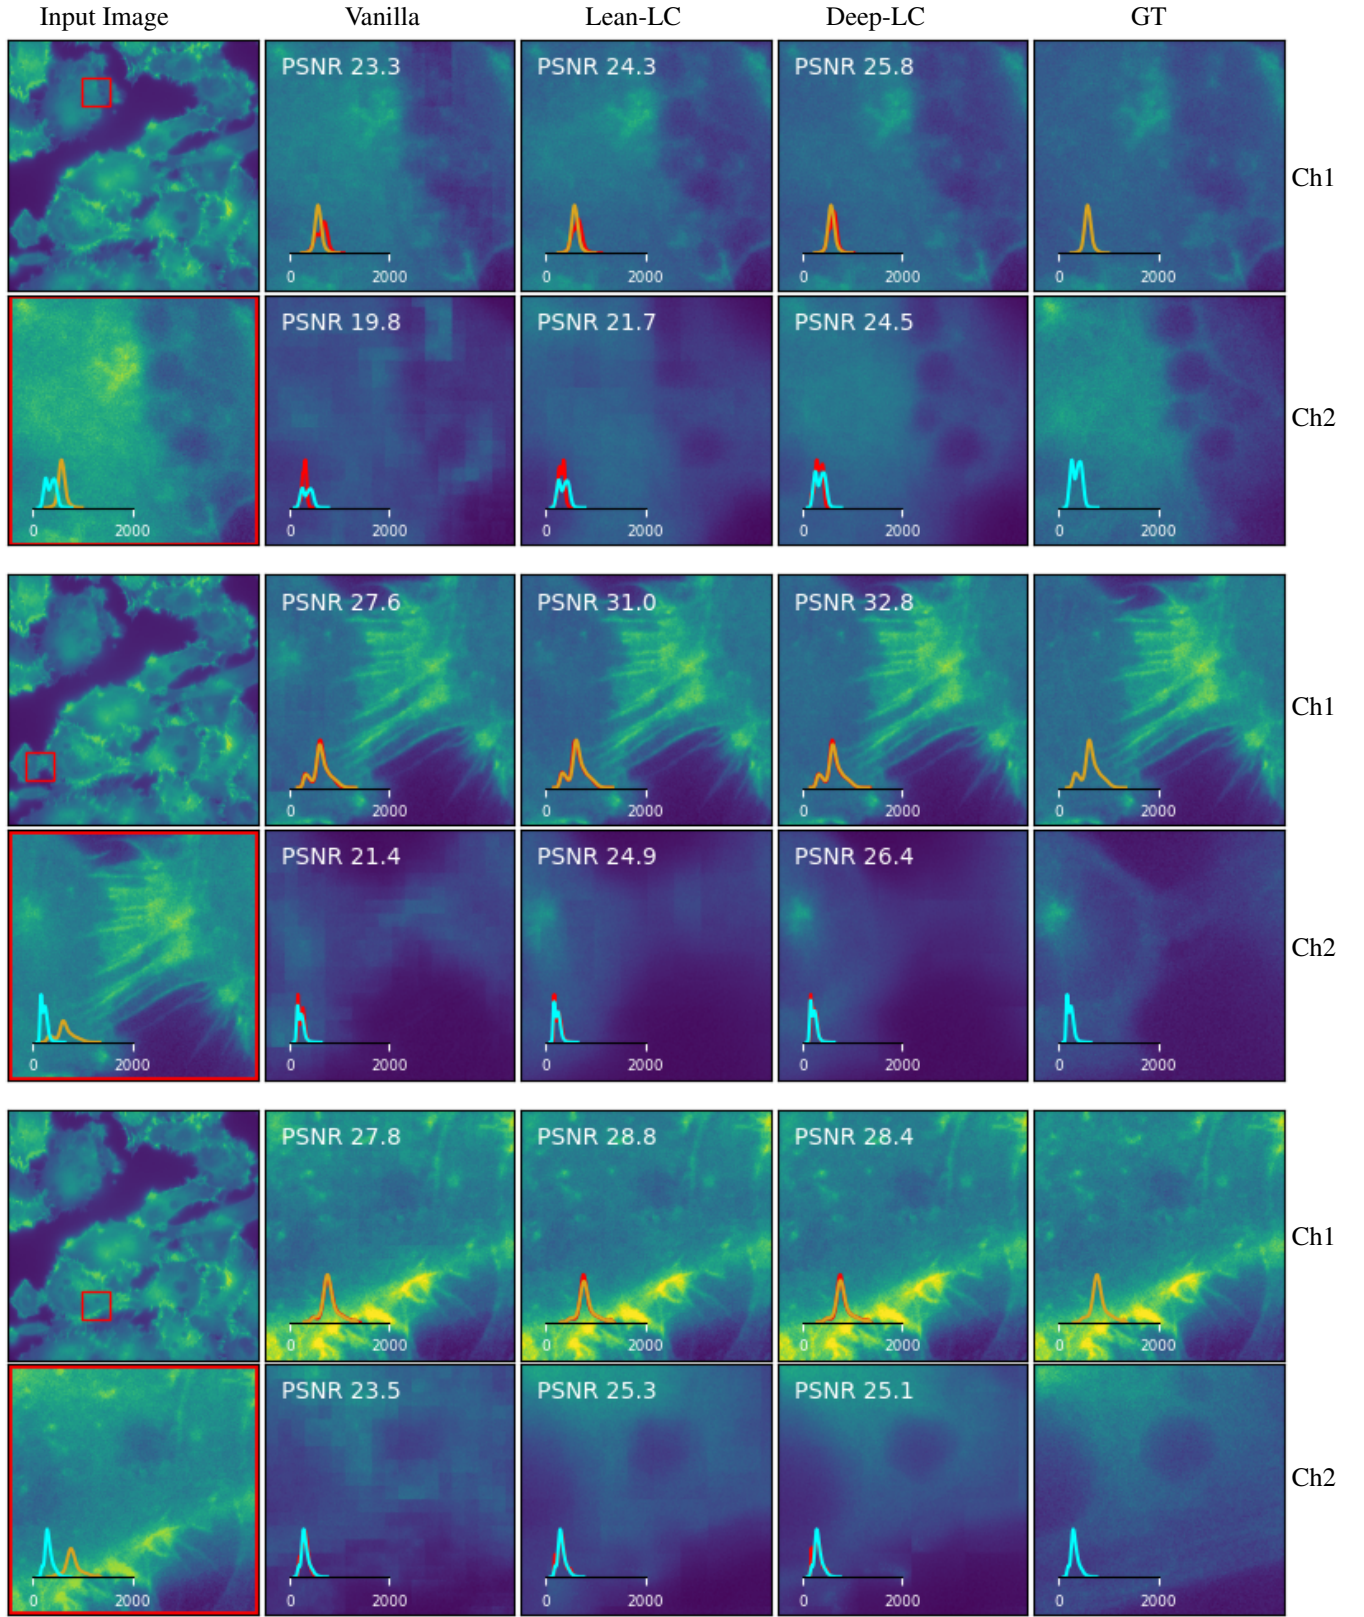 Input Image Vanilla Lean-LC Deep-LC GT
PSNR 23.3 PSNR 24.3 PSNR 25.8
Ch1
0 2000 0 2000 0 2000 0 2000
PSNR 19.8 PSNR 21.7 PSNR 24.5
Ch2
0 2000 0 2000 0 2000 0 2000 0 2000
PSNR 27.6 PSNR 31.0 PSNR 32.8
Ch1
0 2000 0 2000 0 2000 0 2000
PSNR 21.4 PSNR 24.9 PSNR 26.4
Ch2
0 2000 0 2000 0 2000 0 2000 0 2000
PSNR 27.8 PSNR 28.8 PSNR 28.4
Ch1
0 2000 0 2000 0 2000 0 2000
PSNR 23.5 PSNR 25.3 PSNR 25.1
Ch2
0 2000 0 2000 0 2000 0 2000 0 2000